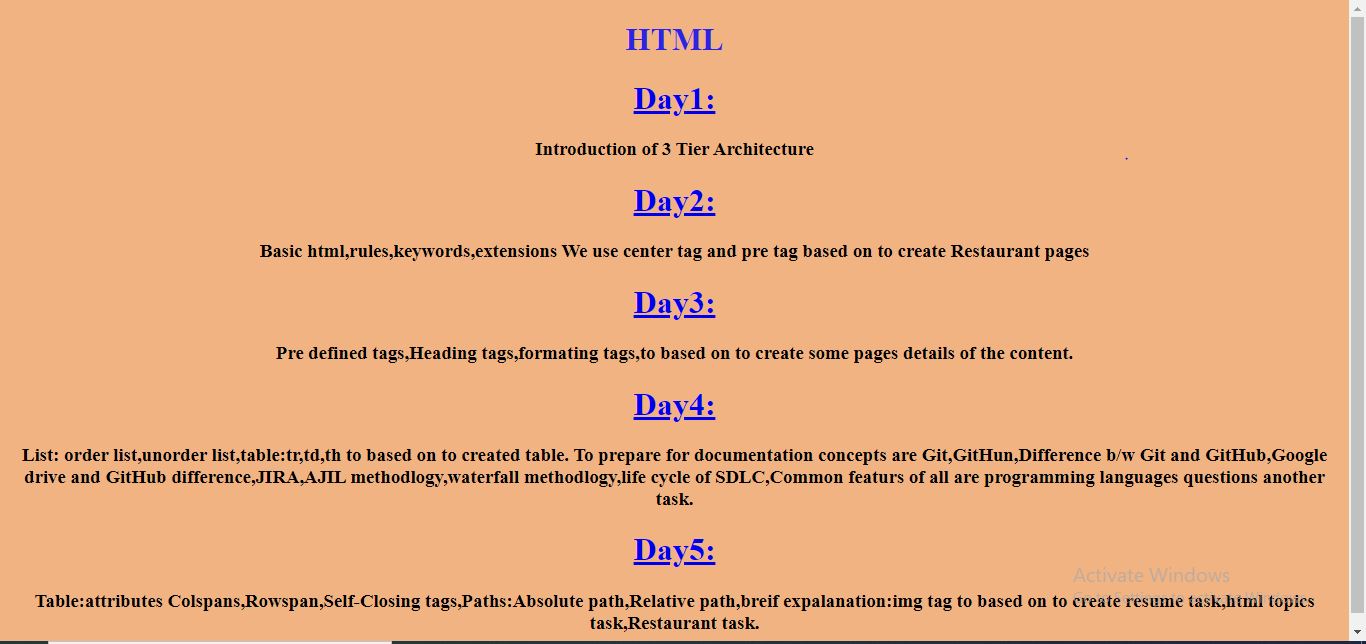 HTML
Day1:
Introduction of 3 Tier Architecture
Day2:
Basic html,rules,keywords,extensions We use center tag and pre tag based on to create Restaurant pages
Day3:
Pre defined tags,Heading tags,formating tags,to based on to create some pages details of the content.
Day4:
List: order list,unorder list,table:tr,td,th to based on to created table. To prepare for documentation concepts are Git,GitHun,Difference b/w Git and GitHub,Google
drive and GitHub difference,JIRA,AJIL methodlogy,waterfall methodlogy,life cycle of SDLC,Common featurs of all are programming languages questions another
task.
Day5:
Activate Windows
Table:attributes Colspans,Rowspan,Self-Closing tags,Paths:Absolute path,Relative path,breif expalanation:img tag to based on to create resume task,html topics
task,Restaurant task.